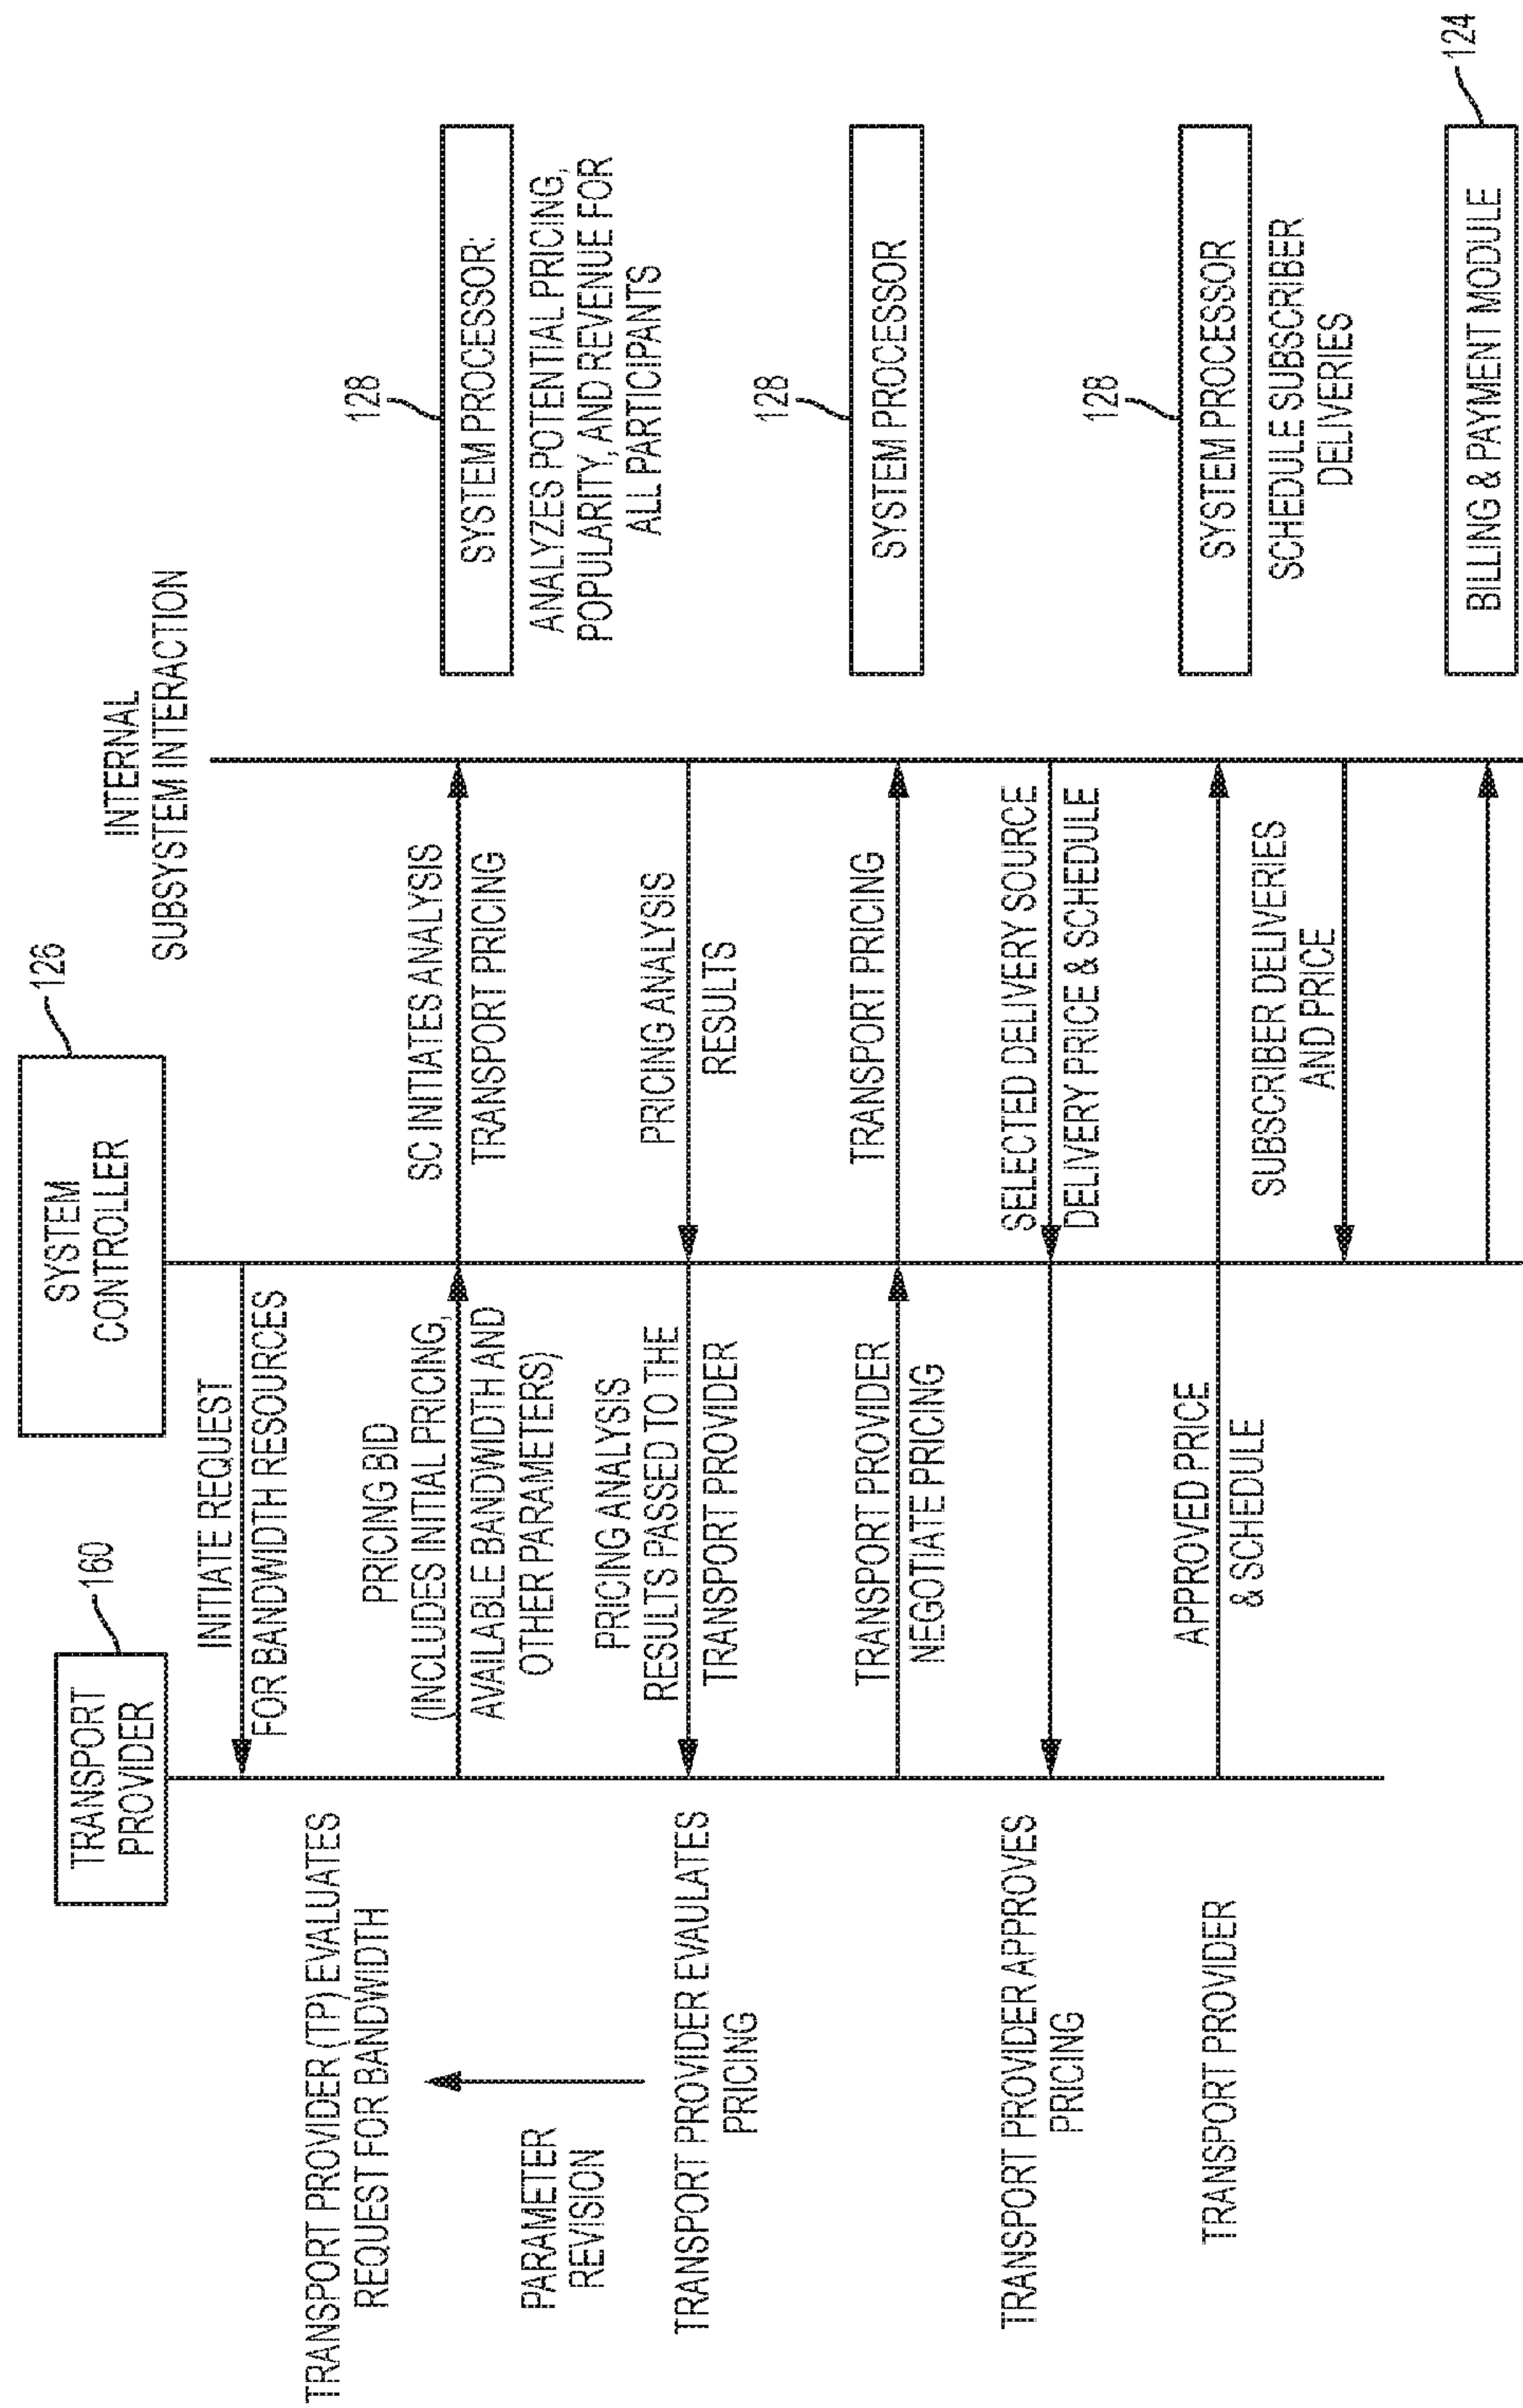 TRANSPORT
PROVIDER
160
SYSTEM
CONTROLLER
126
INTERNAL
SUBSYSTEM INTERACTION
INITIATE REQUEST
FOR BANDWIDTH RESOURCES
TRANSPORT PROVIDER (TP) EVALUATES
REQUEST FOR BANDWIDTH
PRICING BID
(INCLUDES INITIAL PRICING,
AVAILABLE BANDWIDTH AND
OTHER PARAMETERS)
SC INITIATES ANALYSIS
TRANSPORT PRICING
128
SYSTEM PROCESSOR:
ANALYZES POTENTIAL PRICING,
POPULARITY, AND REVENUE FOR
ALL PARTICIPANTS
PARAMETER
REVISION
PRICING ANALYSIS
RESULTS PASSED TO THE
TRANSPORT PROVIDER
PRICING ANALYSIS
RESULTS
TRANSPORT PROVIDER EVAULATES
PRICING
TRANSPORT PROVIDER
NEGOTIATE PRICING
TRANSPORT PRICING
128
SYSTEM PROCESSOR
TRANSPORT PROVIDER APPROVES
PRICING
SELECTED DELIVERY SOURCE
DELIVERY PRICE & SCHEDULE
TRANSPORT PROVIDER
APPROVED PRICE
& SCHEDULE
128
SYSTEM PROCESSOR
SCHEDULE SUBSCRIBER
DELIVERIES
SUBSCRIBER DELIVERIES
AND PRICE
BILLING & PAYMENT MODULE
124